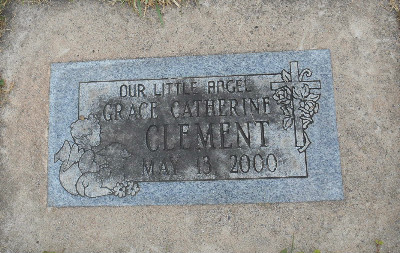 OUR LITTLE ANGEL
GRACE CATHERINE
CLEMENT
MAY 13, 2000